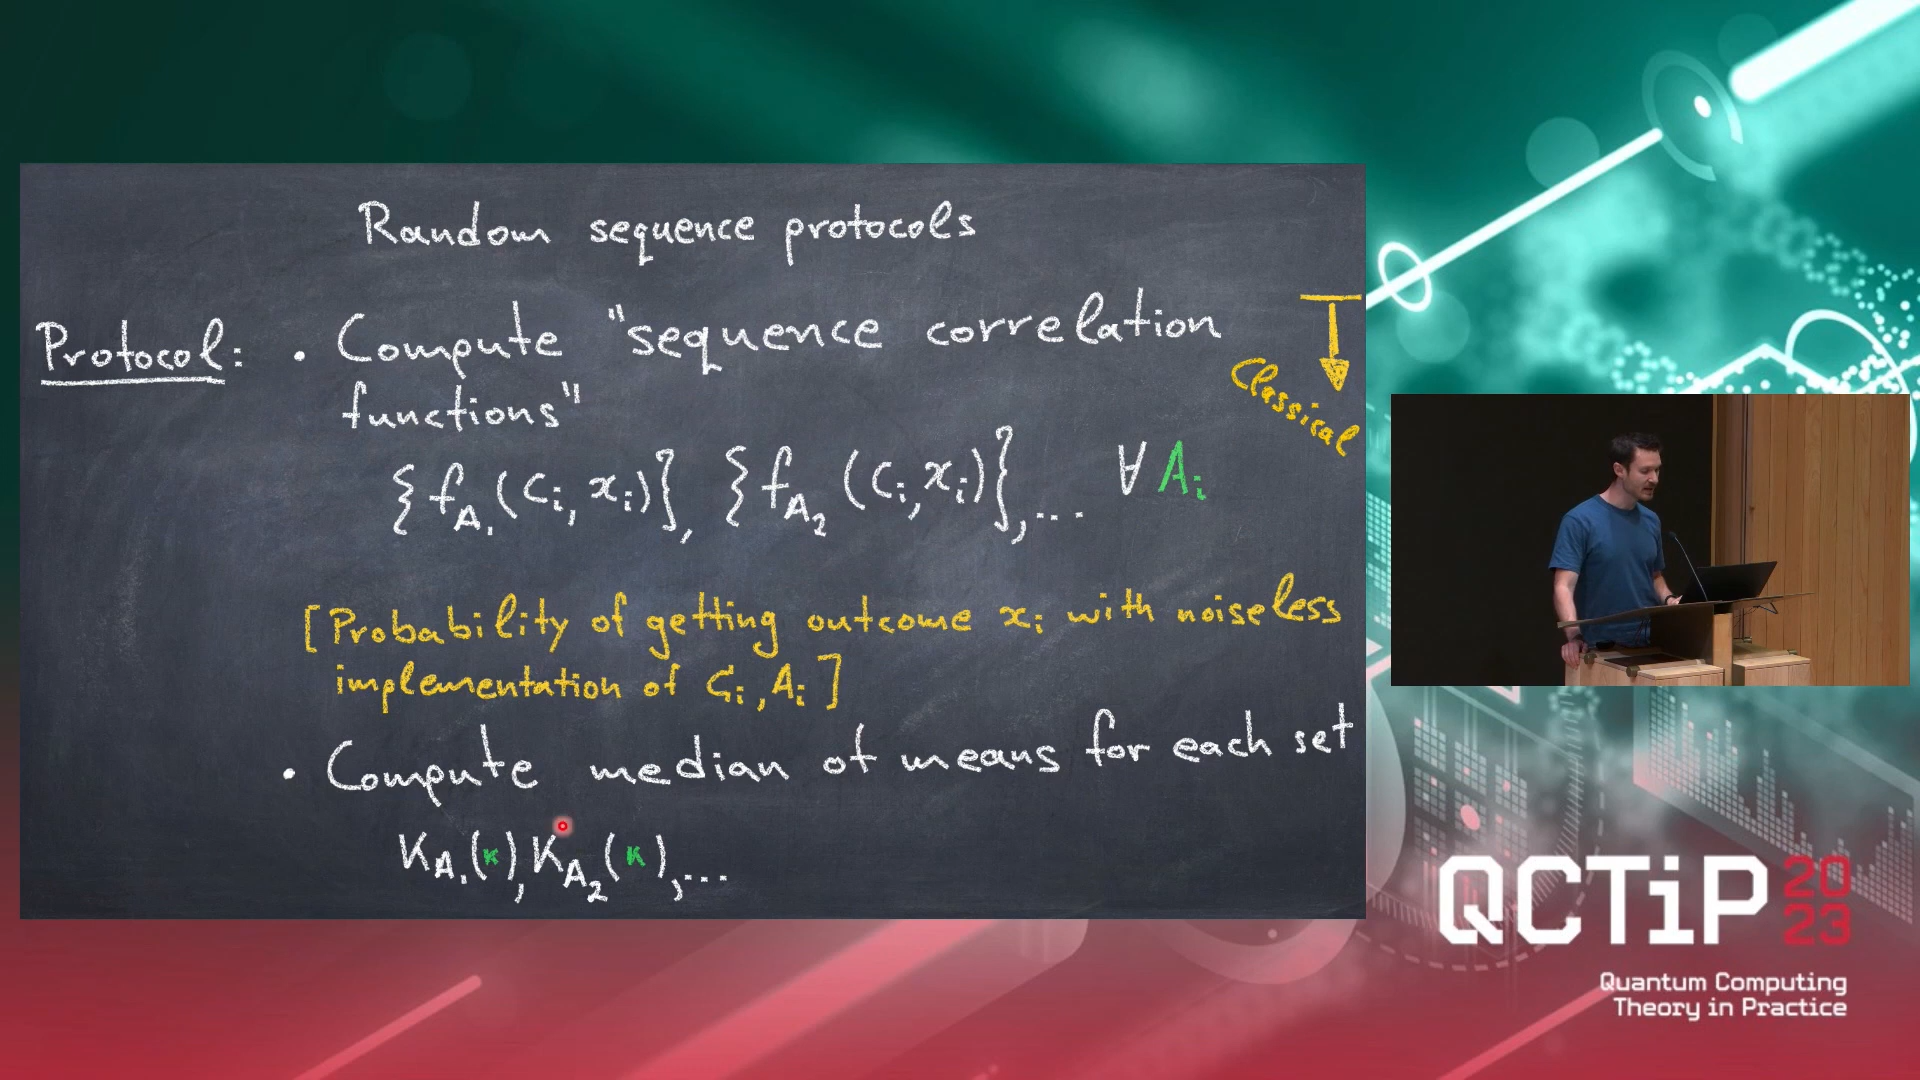 Random sequence protocols
Protocol: • Compute "sequence correlation
functions"
{f_A₁(C_i, x_i)}, {f_A₂(C_i, x_i)}, ... ∀ A_i
Classical
[Probability of getting outcome x_i with noiseless
implementation of C_i, A_i]
• Compute median of means for each set
K_A₁(κ), K_A₂(κ), ...
QCTiP 2023
Quantum Computing
Theory in Practice